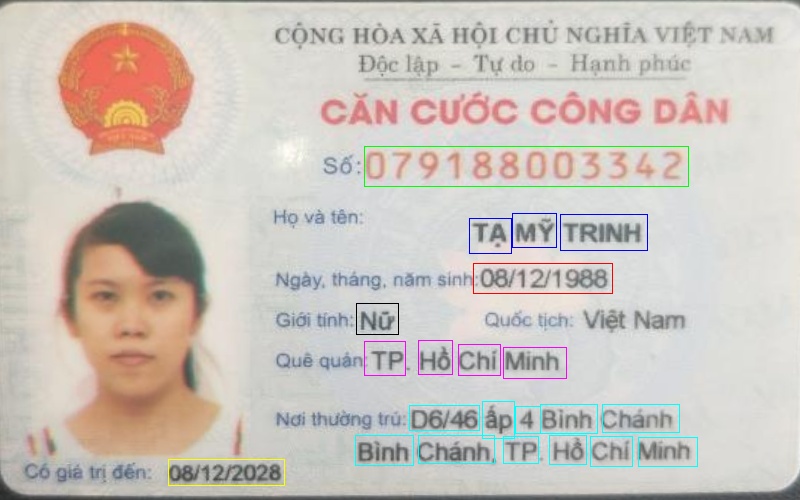 CỘNG HÒA XÃ HỘI CHỦ NGHĨA VIỆT NAM
Độc lập - Tự do - Hạnh phúc
CĂN CƯỚC CÔNG DÂN
Số: 079188003342
Họ và tên: TẠ MỸ TRINH
Ngày, tháng, năm sinh: 08/12/1988
Giới tính: Nữ Quốc tịch: Việt Nam
Quê quán: TP. Hồ Chí Minh
Nơi thường trú: D6/46 ấp 4 Bình Chánh
Bình Chánh, TP. Hồ Chí Minh
Có giá trị đến: 08/12/2028